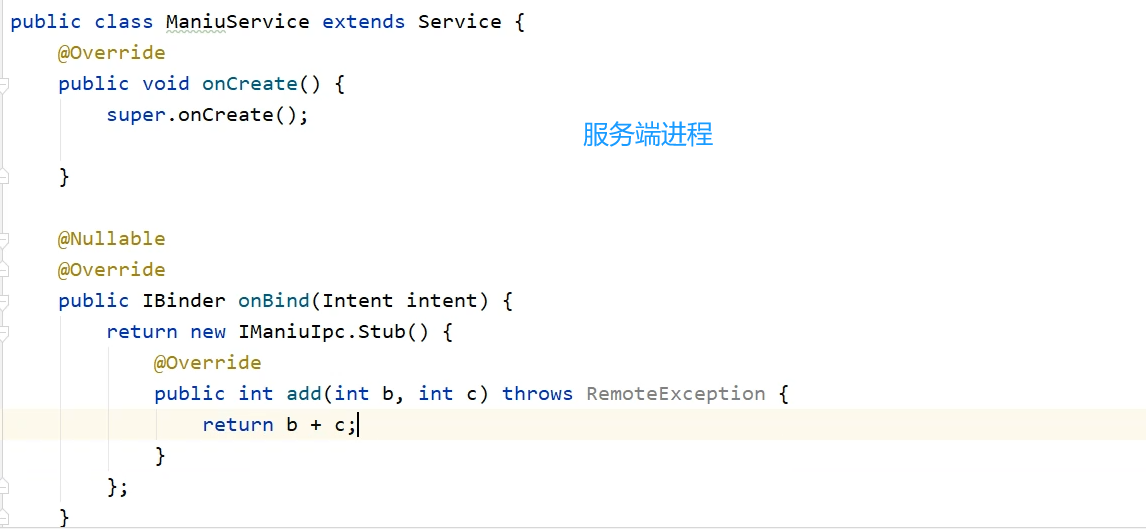 public class ManiuService extends Service {
@Override
public void onCreate() {
super.onCreate();
服务端进程
}
@Nullable
@Override
public IBinder onBind(Intent intent) {
return new IManiuIpc.Stub() {
@Override
public int add(int b, int c) throws RemoteException {
return b + c;
}
};
}